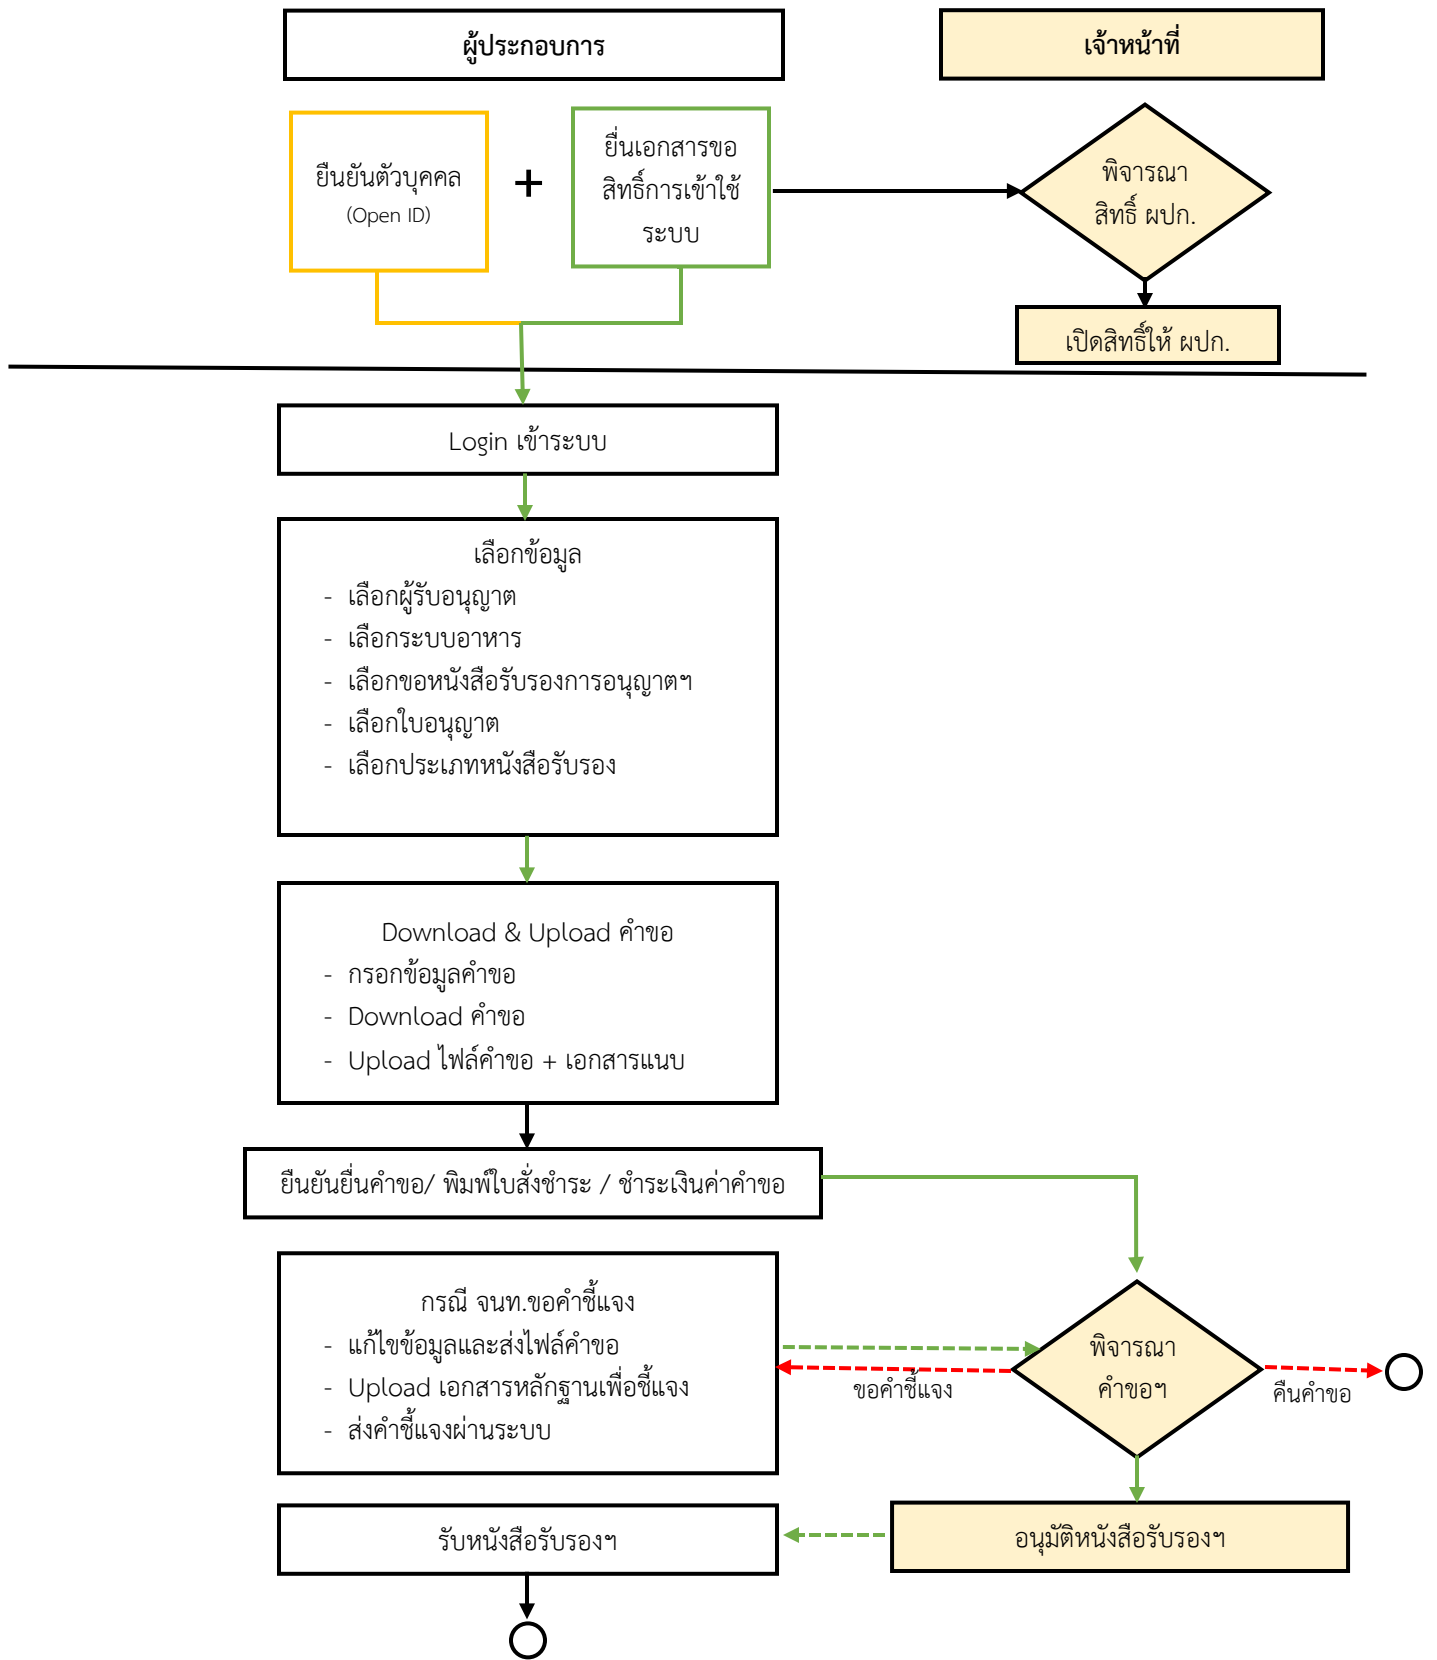 ผู้ประกอบการ
เจ้าหน้าที่
ยืนยันตัวบุคคล
(Open ID)
+
ยื่นเอกสารขอ
สิทธิ์การเข้าใช้
ระบบ
พิจารณา
สิทธิ์ ผปก.
เปิดสิทธิ์ให้ ผปก.
Login เข้าระบบ
เลือกข้อมูล
- เลือกผู้รับอนุญาต
- เลือกระบบอาหาร
- เลือกขอหนังสือรับรองการอนุญาตฯ
- เลือกใบอนุญาต
- เลือกประเภทหนังสือรับรอง
Download & Upload คำขอ
- กรอกข้อมูลคำขอ
- Download คำขอ
- Upload ไฟล์คำขอ + เอกสารแนบ
ยืนยันยื่นคำขอ/ พิมพ์ใบสั่งชำระ / ชำระเงินค่าคำขอ
กรณี จนท.ขอคำชี้แจง
- แก้ไขข้อมูลและส่งไฟล์คำขอ
- Upload เอกสารหลักฐานเพื่อชี้แจง
- ส่งคำชี้แจงผ่านระบบ
ขอคำชี้แจง
พิจารณา
คำขอฯ
คืนคำขอ
รับหนังสือรับรองฯ
อนุมัติหนังสือรับรองฯ